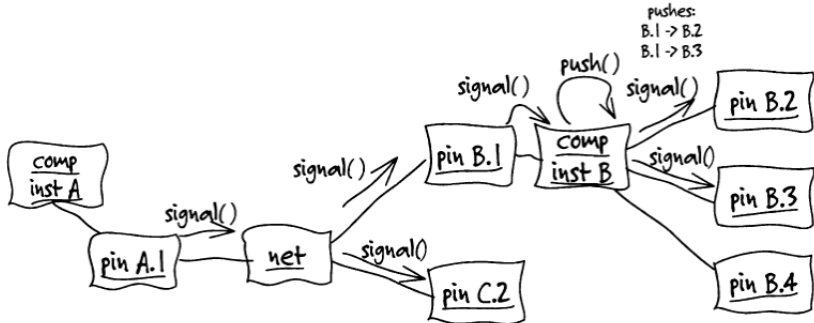 pushes:
B.1 -> B.2
B.1 -> B.3
push()
signal()
signal()
pin B.2
comp
inst A
signal()
pin B.1
comp
inst B
signal()
pin B.3
signal()
pin A.1
net
signal()
pin C.2
pin B.4